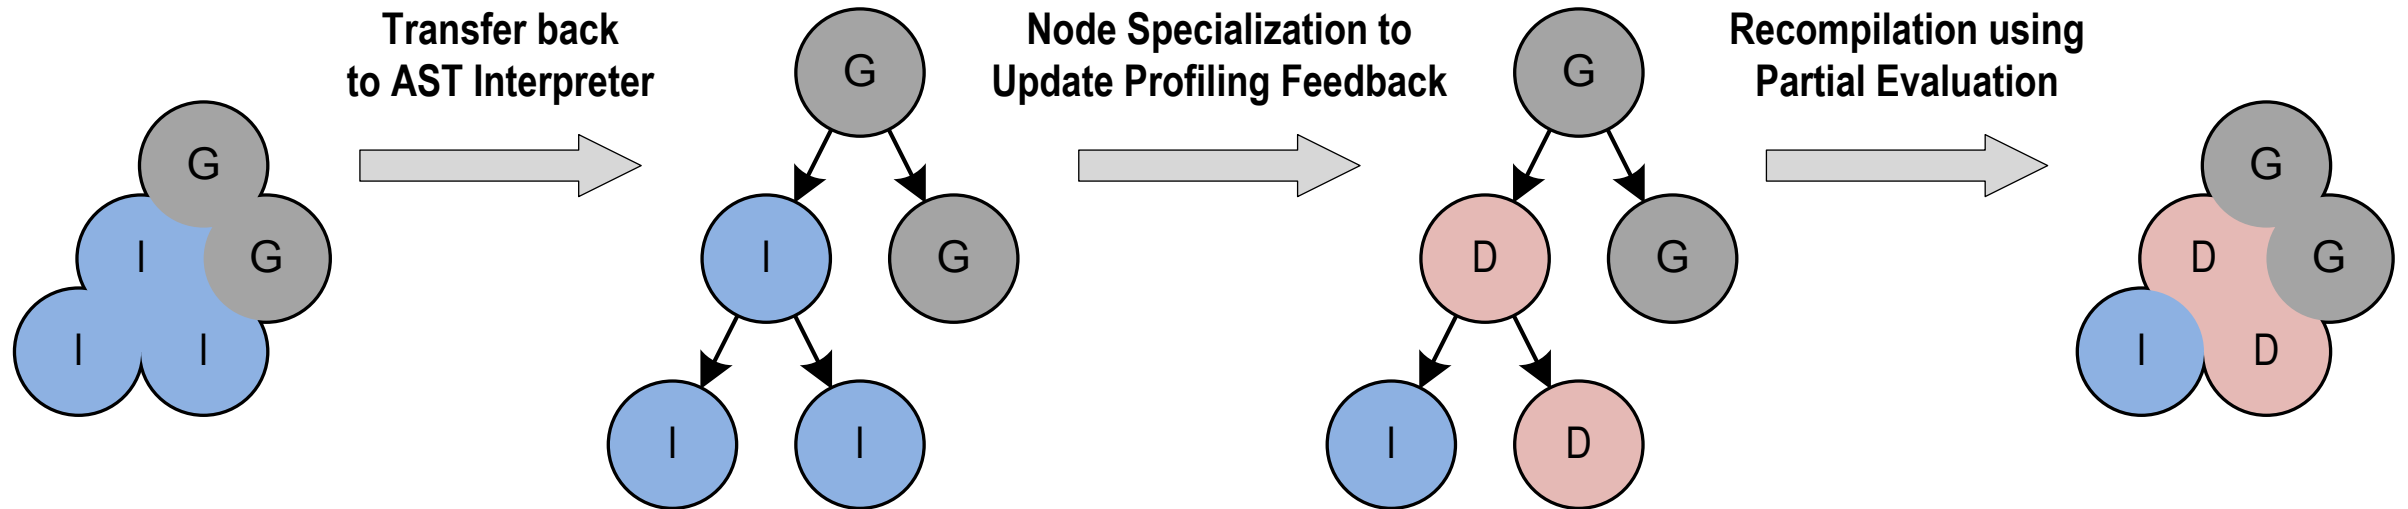 Transfer back
to AST Interpreter
Node Specialization to
Update Profiling Feedback
Recompilation using
Partial Evaluation
G
I
G
I
I
G
I
G
I
I
G
D
G
I
D
G
D
G
I
D